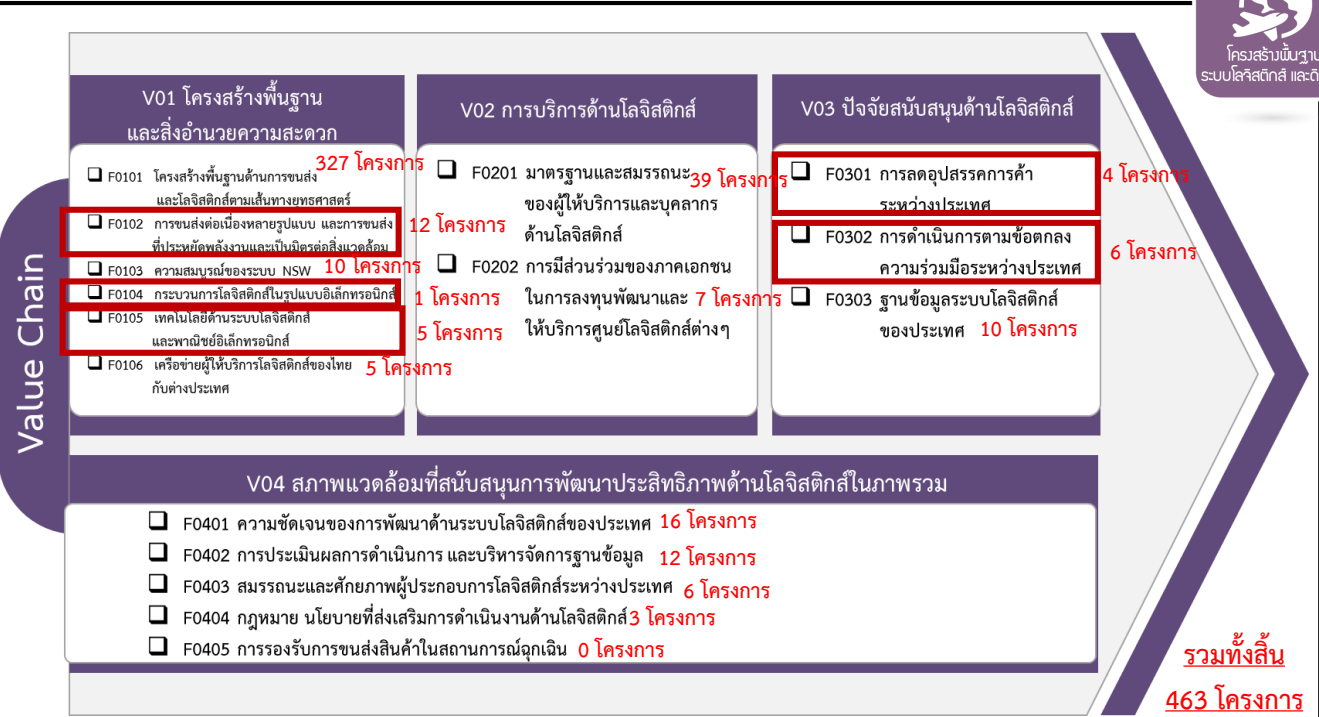 โครงสร้างพื้นฐาน
ระบบโลจิสติกส์ และดิ
Value Chain
V01 โครงสร้างพื้นฐาน
และสิ่งอำนวยความสะดวก
F0101 โครงสร้างพื้นฐานด้านการขนส่ง 327 โครงการ
และโลจิสติกส์ตามเส้นทางยุทธศาสตร์
F0102 การขนส่งต่อเนื่องหลายรูปแบบ และการขนส่ง 12 โครงการ
ที่ประหยัดพลังงานและเป็นมิตรต่อสิ่งแวดล้อม
F0103 ความสมบูรณ์ของระบบ NSW 10 โครงการ
F0104 กระบวนการโลจิสติกส์ในรูปแบบอิเล็กทรอนิกส์ 1 โครงการ
F0105 เทคโนโลยีด้านระบบโลจิสติกส์ 5 โครงการ
และพาณิชย์อิเล็กทรอนิกส์
F0106 เครือข่ายผู้ให้บริการโลจิสติกส์ของไทย 5 โครงการ
กับต่างประเทศ
V02 การบริการด้านโลจิสติกส์
F0201 มาตรฐานและสมรรถนะ 39 โครงการ
ของผู้ให้บริการและบุคลากร
ด้านโลจิสติกส์
F0202 การมีส่วนร่วมของภาคเอกชน
ในการลงทุนพัฒนาและ 7 โครงการ
ให้บริการศูนย์โลจิสติกส์ต่างๆ
V03 ปัจจัยสนับสนุนด้านโลจิสติกส์
F0301 การลดอุปสรรคการค้า 4 โครงการ
ระหว่างประเทศ
F0302 การดำเนินการตามข้อตกลง 6 โครงการ
ความร่วมมือระหว่างประเทศ
F0303 ฐานข้อมูลระบบโลจิสติกส์
ของประเทศ 10 โครงการ
V04 สภาพแวดล้อมที่สนับสนุนการพัฒนาประสิทธิภาพด้านโลจิสติกส์ในภาพรวม
F0401 ความชัดเจนของการพัฒนาด้านระบบโลจิสติกส์ของประเทศ 16 โครงการ
F0402 การประเมินผลการดำเนินการ และบริหารจัดการฐานข้อมูล 12 โครงการ
F0403 สมรรถนะและศักยภาพผู้ประกอบการโลจิสติกส์ระหว่างประเทศ 6 โครงการ
F0404 กฎหมาย นโยบายที่ส่งเสริมการดำเนินงานด้านโลจิสติกส์ 3 โครงการ
F0405 การรองรับการขนส่งสินค้าในสถานการณ์ฉุกเฉิน 0 โครงการ
รวมทั้งสิ้น
463 โครงการ